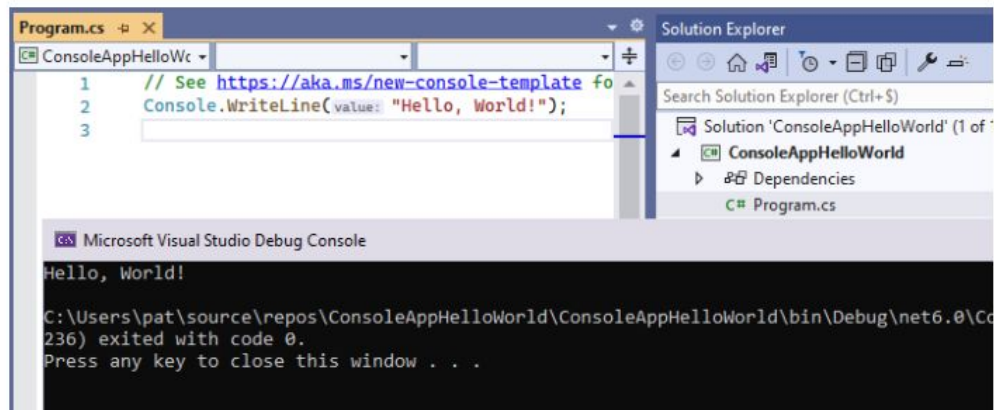 Program.cs
ConsoleAppHelloWc
1 // See https://aka.ms/new-console-template fo
2 Console.WriteLine(value: "Hello, World!");
3
Solution Explorer
Search Solution Explorer (Ctrl+$)
Solution 'ConsoleAppHelloWorld' (1 of
C# ConsoleAppHelloWorld
Dependencies
C# Program.cs
Microsoft Visual Studio Debug Console
Hello, World!
C:\Users\pat\source\repos\ConsoleAppHelloWorld\ConsoleAppHelloWorld\bin\Debug\net6.0\Co
236) exited with code 0.
Press any key to close this window . . .